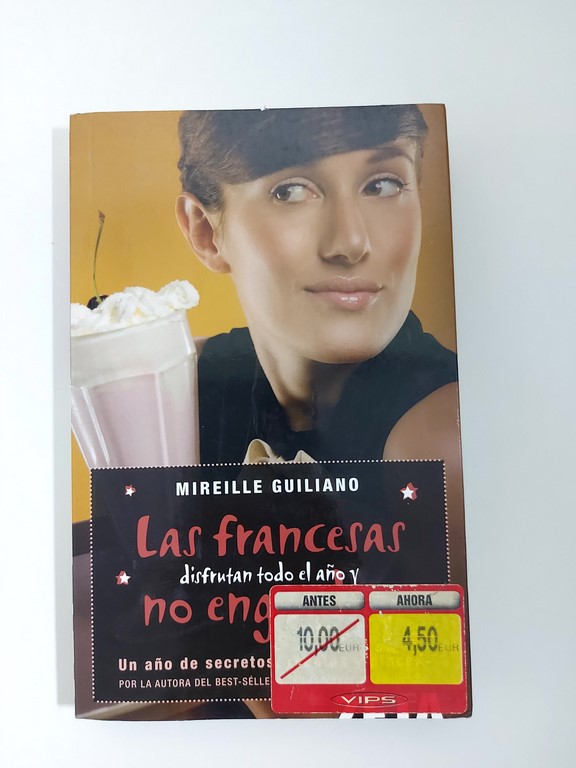 MIREILLE GUILIANO
Las francesas
disfrutan todo el año y
no
Un año de secretos
POR LA AUTORA DEL BEST-SÉLLE
ANTES
AHORA
10,00 EUR
4,50 EUR
VIPS